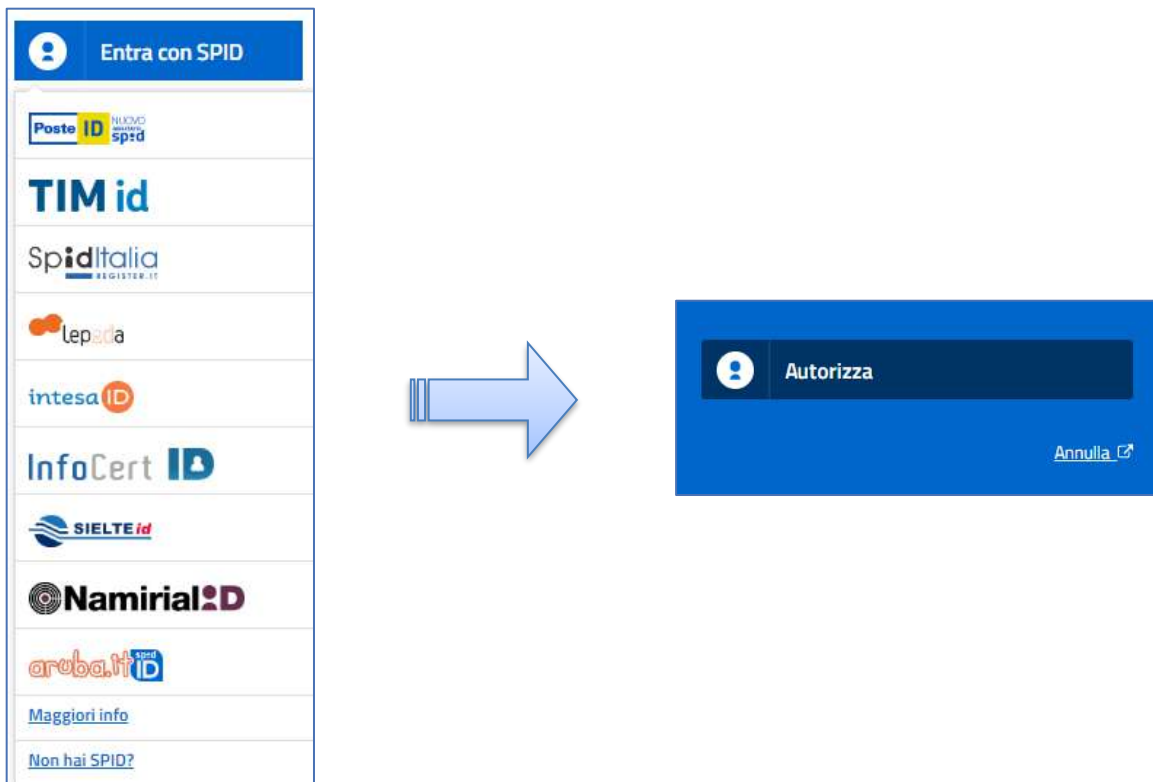 Entra con SPID
Poste ID NUOVO
spid
TIM id
SpidItalia
REGISTER.IT
lepida
intesa ID
InfoCert ID
SIELTE id
Namirial ID
aruba.it spid ID
Maggiori info
Non hai SPID?
Autorizza
Annulla